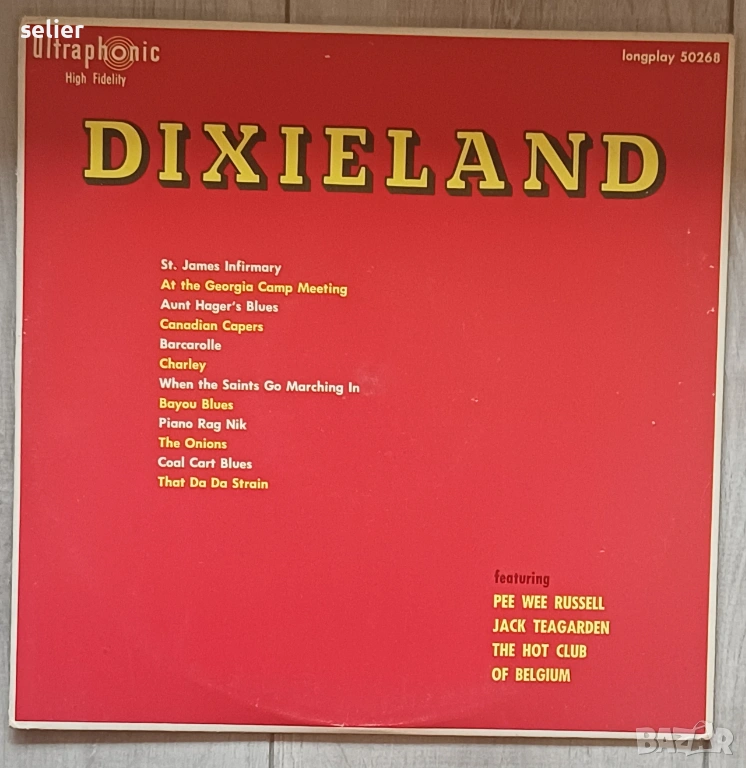 selier
Ultraphonic
High Fidelity
longplay 50268
DIXIELAND
St. James Infirmary
At the Georgia Camp Meeting
Aunt Hager's Blues
Canadian Capers
Barcarolle
Charley
When the Saints Go Marching In
Bayou Blues
Piano Rag Nik
The Onions
Coal Cart Blues
That Da Da Strain
featuring
PEE WEE RUSSELL
JACK TEAGARDEN
THE HOT CLUB
OF BELGIUM
BAZAR